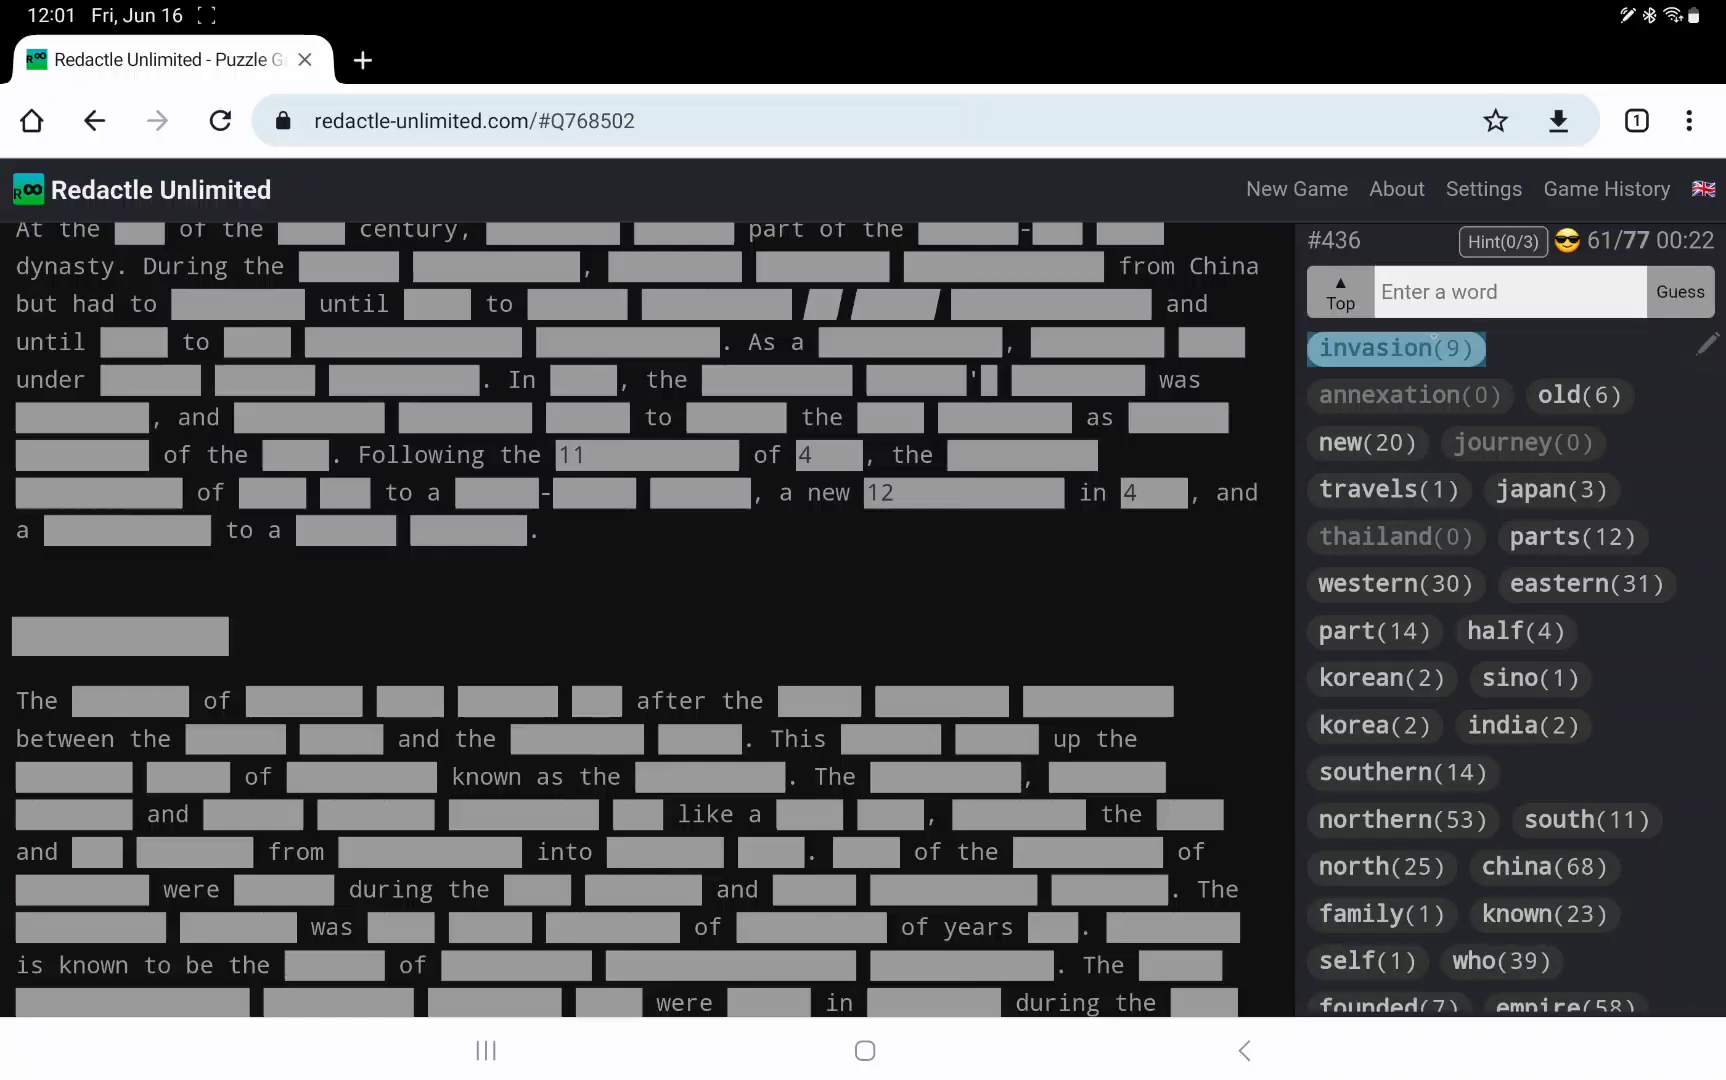 12:01 Fri, Jun 16
Redactle Unlimited - Puzzle G
redactle-unlimited.com/#Q768502
1
R∞ Redactle Unlimited
New Game About Settings Game History
At the of the century, part of the -
dynasty. During the , from China
but had to until to and
until to . As a ,
under . In , the ' was
, and to the as
of the . Following the 11 of 4 , the
of to a - , a new 12 in 4 , and
a to a .
The of after the
between the and the . This up the
of known as the . The ,
and like a , the
and from into . of the of
were during the and . The
was of of years .
is known to be the of . The
were in during the
#436 Hint(0/3) 😎 61/77 00:22
▲ Top Enter a word Guess
invasion(9)
annexation(0) old(6)
new(20) journey(0)
travels(1) japan(3)
thailand(0) parts(12)
western(30) eastern(31)
part(14) half(4)
korean(2) sino(1)
korea(2) india(2)
southern(14)
northern(53) south(11)
north(25) china(68)
family(1) known(23)
self(1) who(39)
founded(7) empire(58)